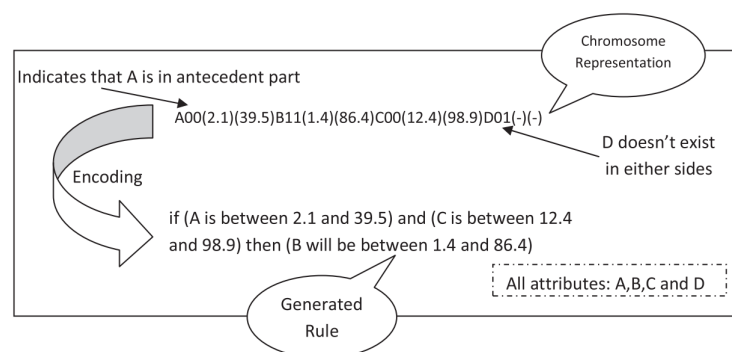 Chromosome
Representation
Indicates that A is in antecedent part
A00(2.1)(39.5)B11(1.4)(86.4)C00(12.4)(98.9)D01(-)(-)
D doesn't exist
in either sides
Encoding
if (A is between 2.1 and 39.5) and (C is between 12.4
and 98.9) then (B will be between 1.4 and 86.4)
All attributes: A,B,C and D
Generated
Rule